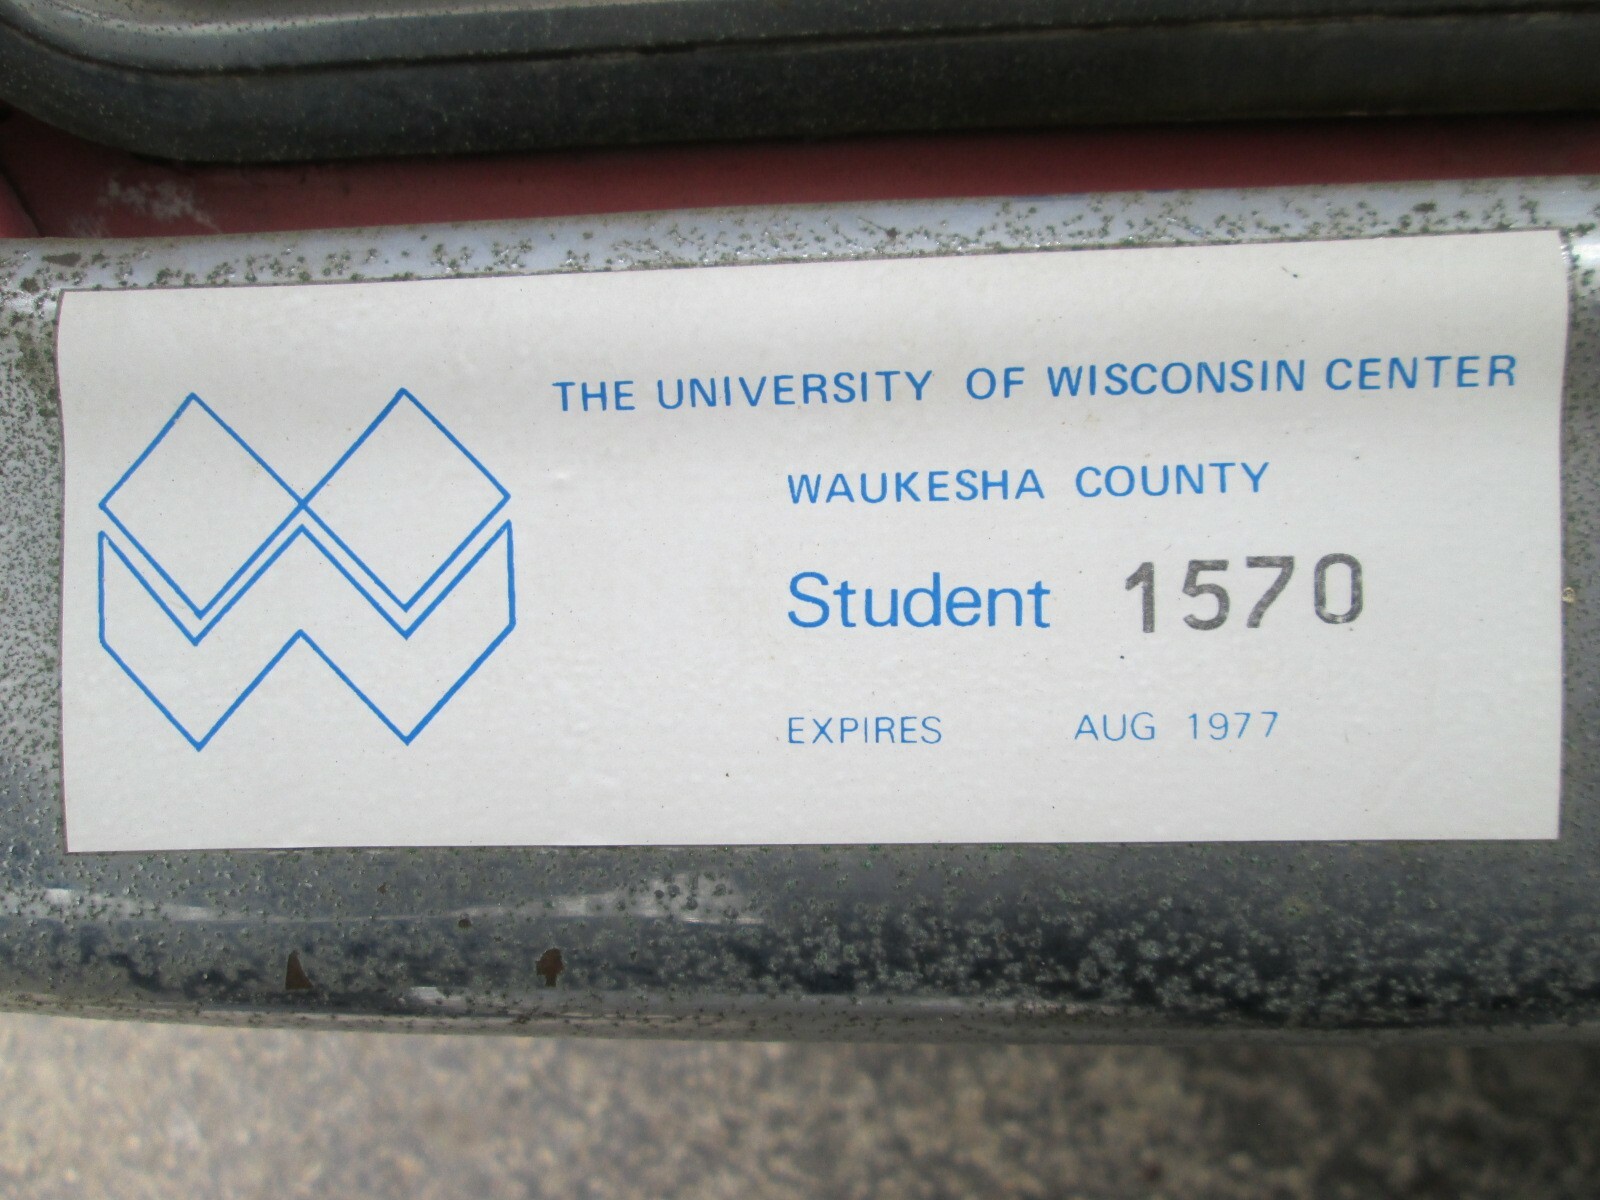 THE UNIVERSITY OF WISCONSIN CENTER
WAUKESHA COUNTY
Student 1570
EXPIRES AUG 1977